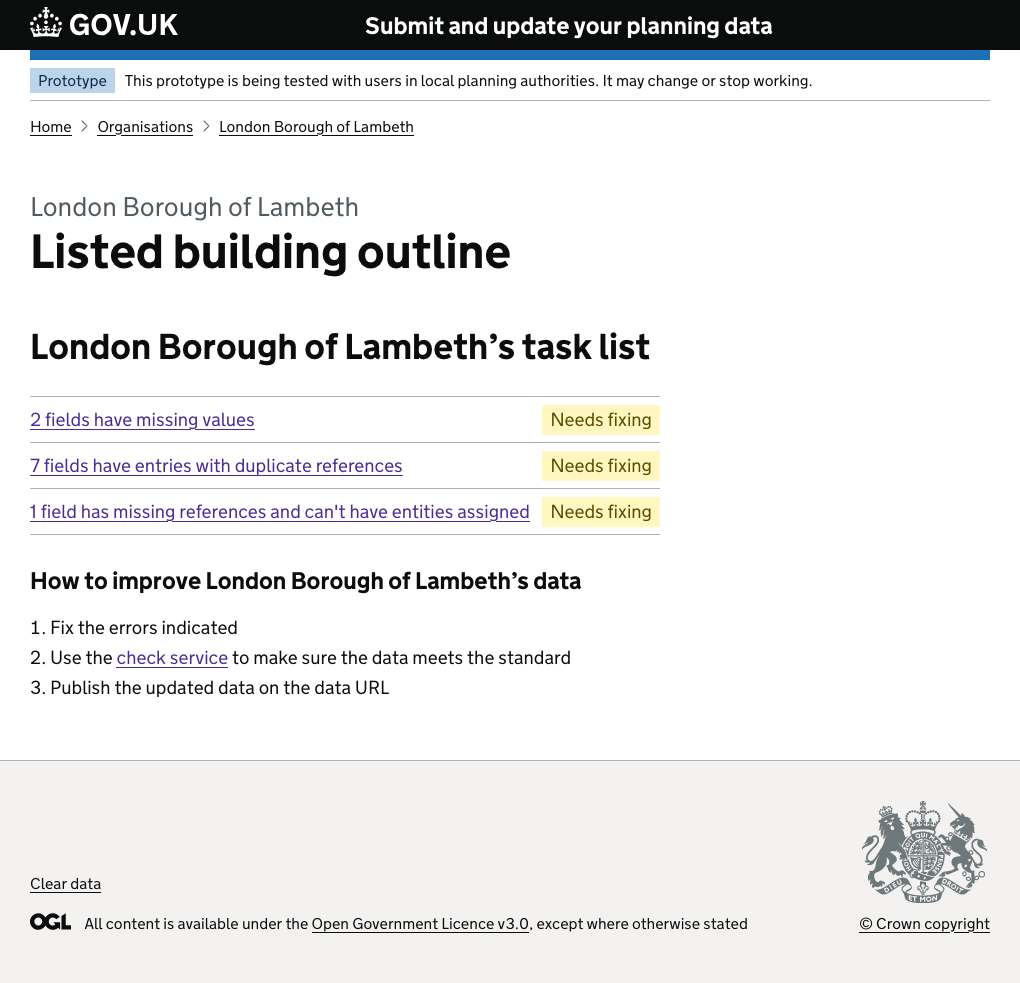 GOV.UK
Submit and update your planning data
Prototype This prototype is being tested with users in local planning authorities. It may change or stop working.
Home > Organisations > London Borough of Lambeth
London Borough of Lambeth
Listed building outline
London Borough of Lambeth’s task list
2 fields have missing values Needs fixing
7 fields have entries with duplicate references Needs fixing
1 field has missing references and can't have entities assigned Needs fixing
How to improve London Borough of Lambeth’s data
1. Fix the errors indicated
2. Use the check service to make sure the data meets the standard
3. Publish the updated data on the data URL
Clear data
DIEU ET MON DROIT
OGL All content is available under the Open Government Licence v3.0, except where otherwise stated
© Crown copyright